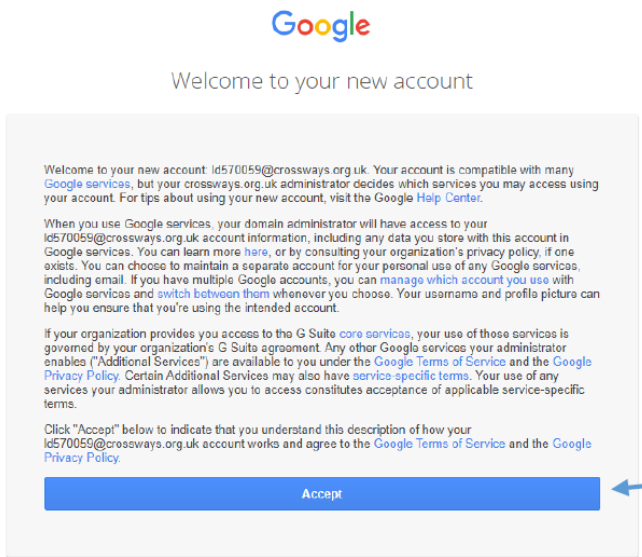 Google
Welcome to your new account
Welcome to your new account: ld570059@crossways.org.uk. Your account is compatible with many
Google services, but your crossways.org.uk administrator decides which services you may access using
your account. For tips about using your new account, visit the Google Help Center.
When you use Google services, your domain administrator will have access to your
ld570059@crossways.org.uk account information, including any data you store with this account in
Google services. You can learn more here, or by consulting your organization's privacy policy, if one
exists. You can choose to maintain a separate account for your personal use of any Google services,
including email. If you have multiple Google accounts, you can manage which account you use with
Google services and switch between them whenever you choose. Your username and profile picture can
help you ensure that you're using the intended account.
If your organization provides you access to the G Suite core services, your use of those services is
governed by your organization's G Suite agreement. Any other Google services your administrator
enables ("Additional Services") are available to you under the Google Terms of Service and the Google
Privacy Policy. Certain Additional Services may also have service-specific terms. Your use of any
services your administrator allows you to access constitutes acceptance of applicable service-specific
terms.
Click "Accept" below to indicate that you understand this description of how your
ld570059@crossways.org.uk account works and agree to the Google Terms of Service and the Google
Privacy Policy.
Accept